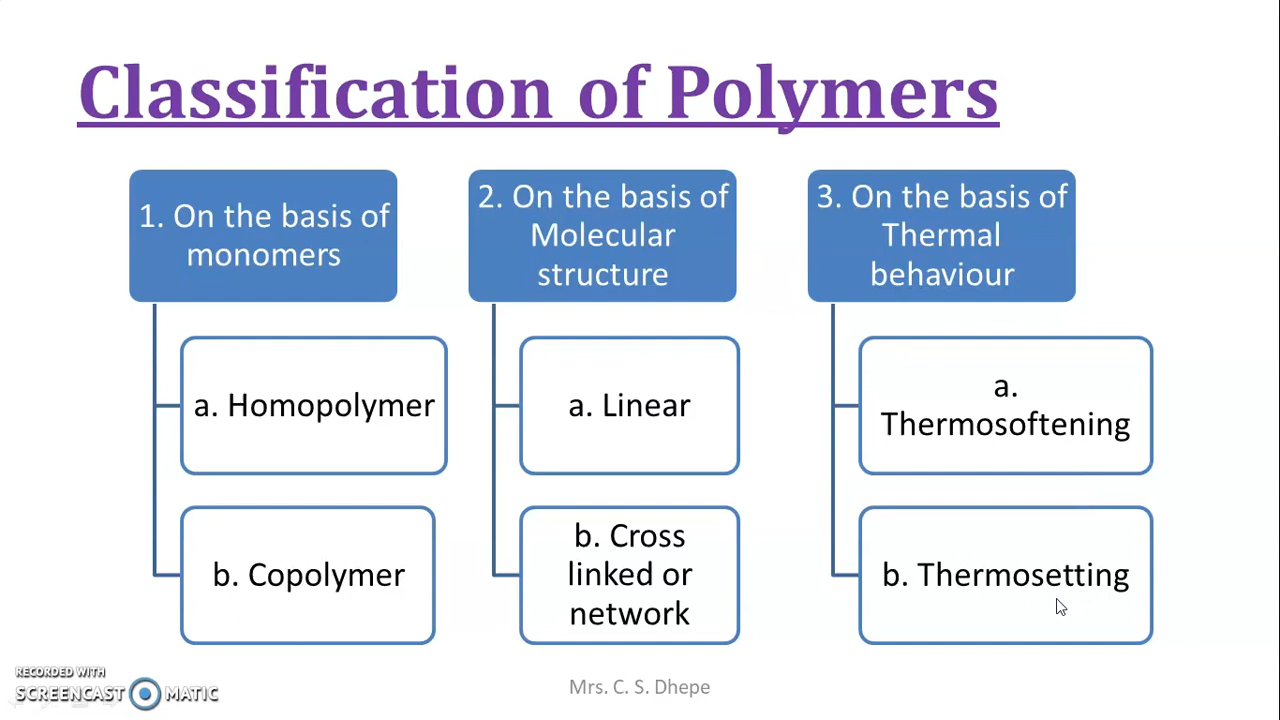 Classification of Polymers
1. On the basis of
monomers
a. Homopolymer
b. Copolymer
2. On the basis of
Molecular
structure
a. Linear
b. Cross
linked or
network
3. On the basis of
Thermal
behaviour
a.
Thermosoftening
b. Thermosetting
RECORDED WITH
SCREENCAST MATIC
Mrs. C. S. Dhepe